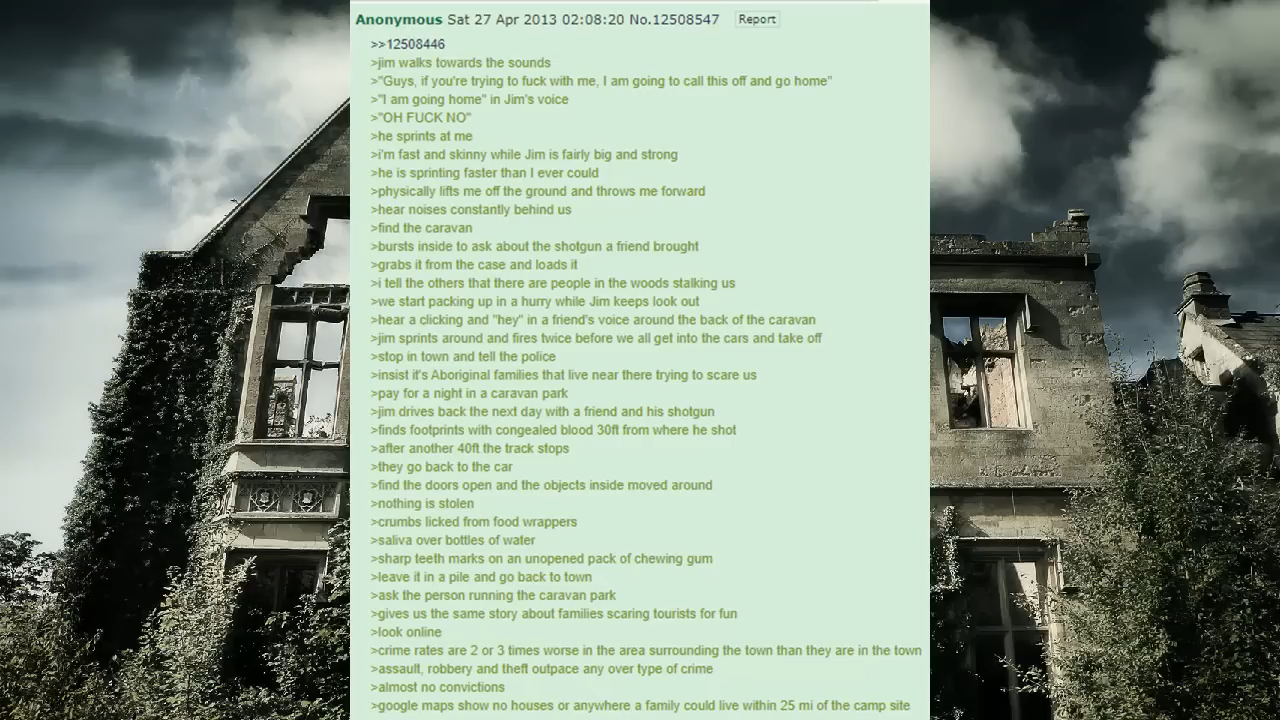 Anonymous Sat 27 Apr 2013 02:08:20 No.12508547 Report
>>12508446
>jim walks towards the sounds
>"Guys, if you're trying to fuck with me, I am going to call this off and go home"
>"I am going home" in Jim's voice
>"OH FUCK NO"
>he sprints at me
>i'm fast and skinny while Jim is fairly big and strong
>he is sprinting faster than I ever could
>physically lifts me off the ground and throws me forward
>hear noises constantly behind us
>find the caravan
>bursts inside to ask about the shotgun a friend brought
>grabs it from the case and loads it
>i tell the others that there are people in the woods stalking us
>we start packing up in a hurry while Jim keeps look out
>hear a clicking and "hey" in a friend's voice around the back of the caravan
>jim sprints around and fires twice before we all get into the cars and take off
>stop in town and tell the police
>insist it's Aboriginal families that live near there trying to scare us
>pay for a night in a caravan park
>jim drives back the next day with a friend and his shotgun
>finds footprints with congealed blood 30ft from where he shot
>after another 40ft the track stops
>they go back to the car
>find the doors open and the objects inside moved around
>nothing is stolen
>crumbs licked from food wrappers
>saliva over bottles of water
>sharp teeth marks on an unopened pack of chewing gum
>leave it in a pile and go back to town
>ask the person running the caravan park
>gives us the same story about families scaring tourists for fun
>look online
>crime rates are 2 or 3 times worse in the area surrounding the town than they are in the town
>assault, robbery and theft outpace any over type of crime
>almost no convictions
>google maps show no houses or anywhere a family could live within 25 mi of the camp site